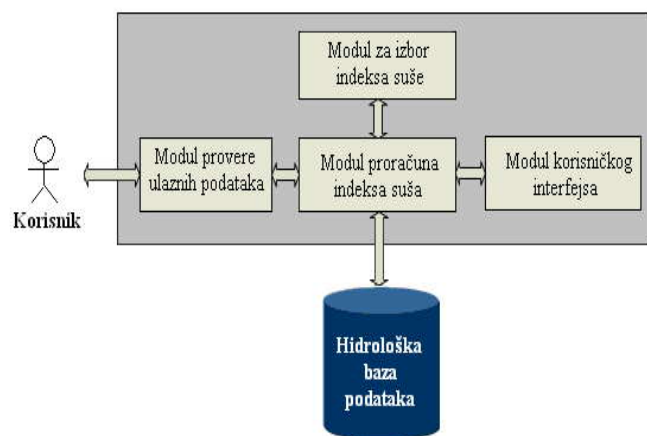 Modul za izbor
indeksa suše
Modul provere
ulaznih podataka
Modul proračuna
indeksa suša
Modul korisničkog
interfejsa
Korisnik
Hidrološka
baza
podataka